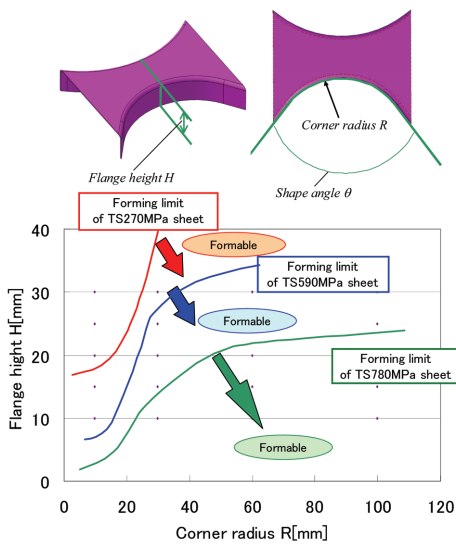 Corner radius R
Flange height H
Shape angle θ
Forming limit
of TS270MPa sheet
Formable
Forming limit
of TS590MPa sheet
Formable
Forming limit
of TS780MPa sheet
Formable
Flange hight H[mm]
40
30
20
10
0
0
20
40
60
80
100
120
Corner radius R[mm]